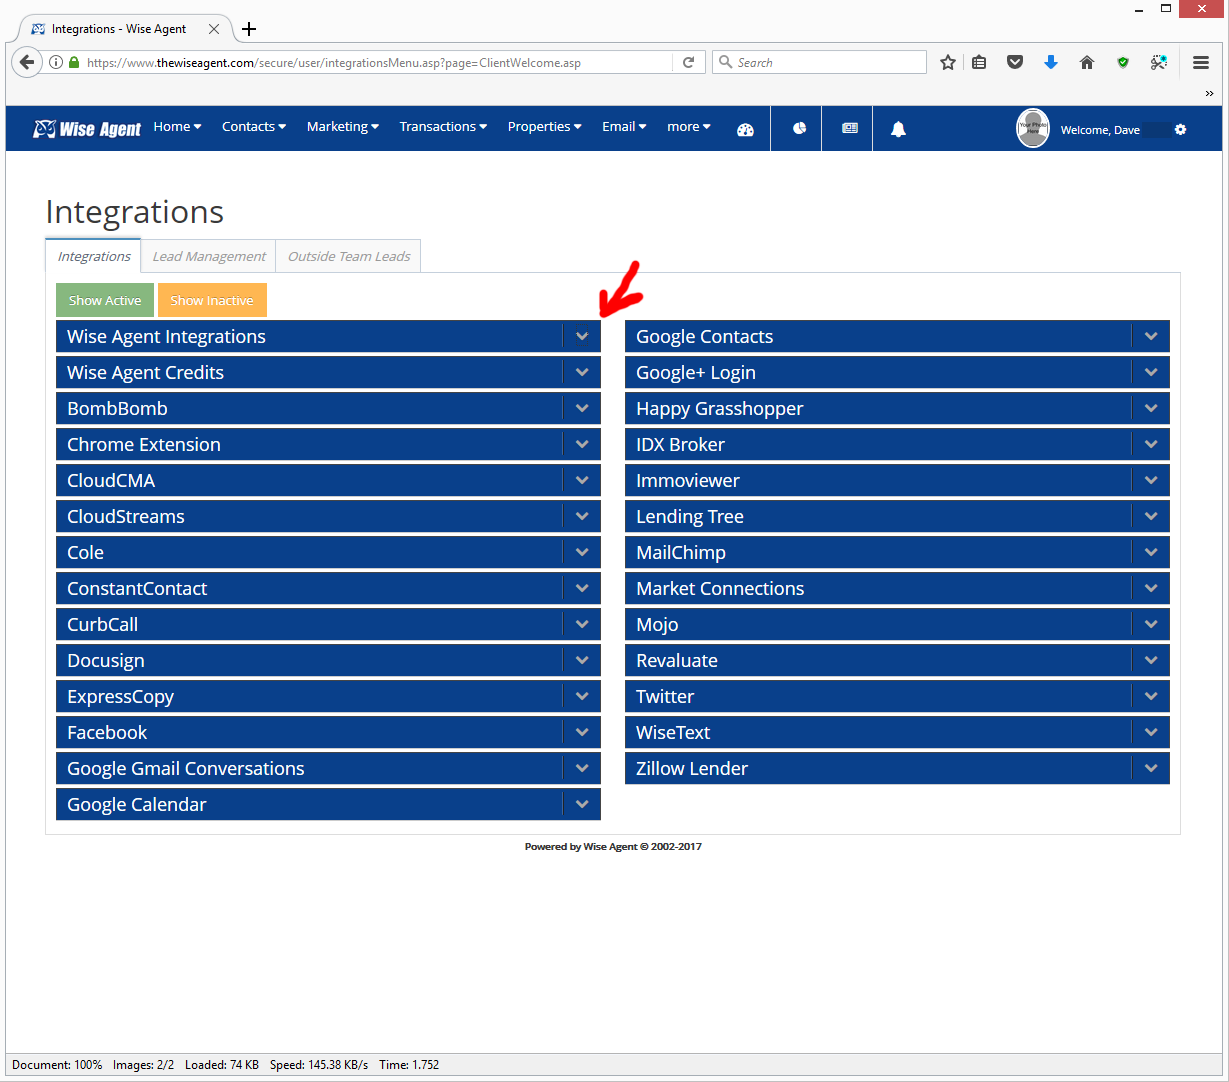 Integrations - Wise Agent
https://www.thewiseagent.com/secure/user/integrationsMenu.asp?page=ClientWelcome.asp
Search
Wise Agent Home Contacts Marketing Transactions Properties Email more
Your Photo
Here
Welcome, Dave
Integrations
Integrations Lead Management Outside Team Leads
Show Active Show Inactive
Wise Agent Integrations
Wise Agent Credits
BombBomb
Chrome Extension
CloudCMA
CloudStreams
Cole
ConstantContact
CurbCall
Docusign
ExpressCopy
Facebook
Google Gmail Conversations
Google Calendar
Google Contacts
Google+ Login
Happy Grasshopper
IDX Broker
Immoviewer
Lending Tree
MailChimp
Market Connections
Mojo
Revaluate
Twitter
WiseText
Zillow Lender
Powered by Wise Agent © 2002-2017
Document: 100% Images: 2/2 Loaded: 74 KB Speed: 145.38 KB/s Time: 1.752